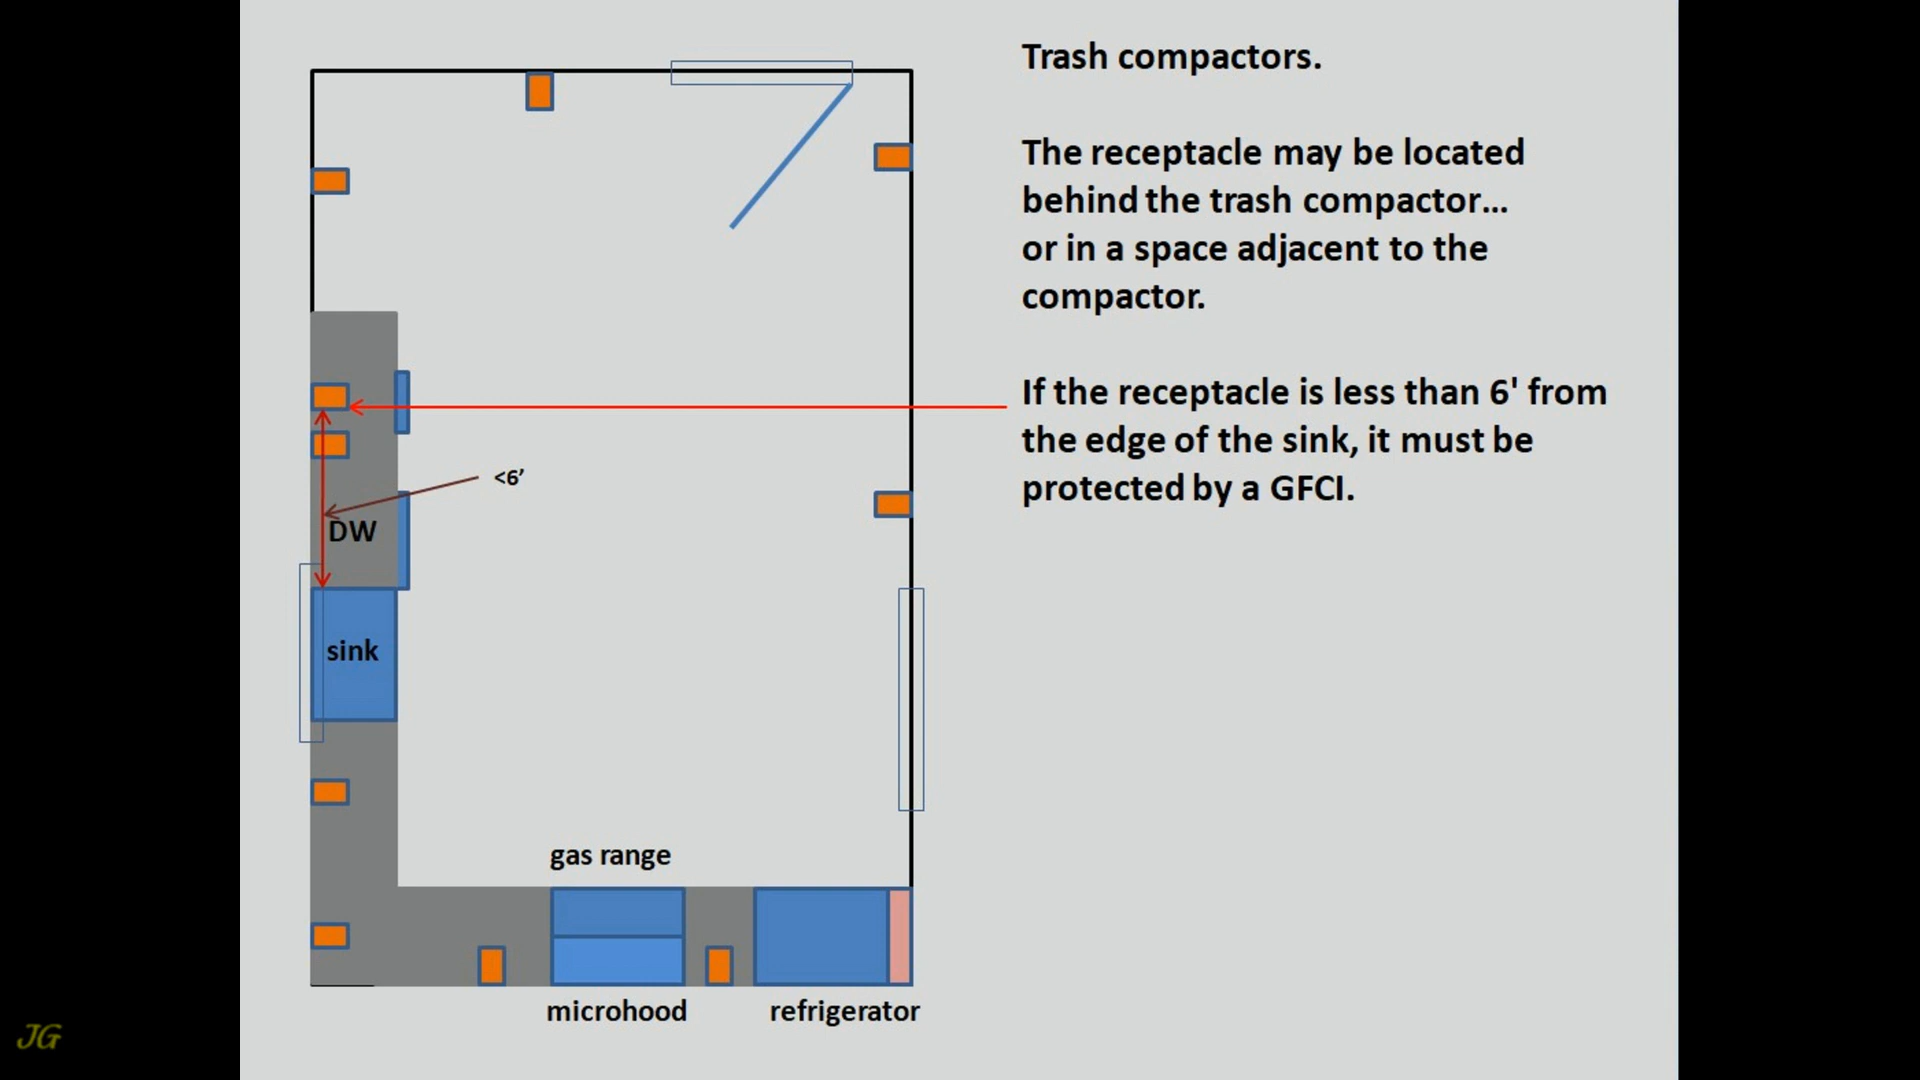 Trash compactors.
The receptacle may be located
behind the trash compactor...
or in a space adjacent to the
compactor.
If the receptacle is less than 6' from
the edge of the sink, it must be
protected by a GFCI.
<6’
DW
sink
gas range
microhood
refrigerator
JG